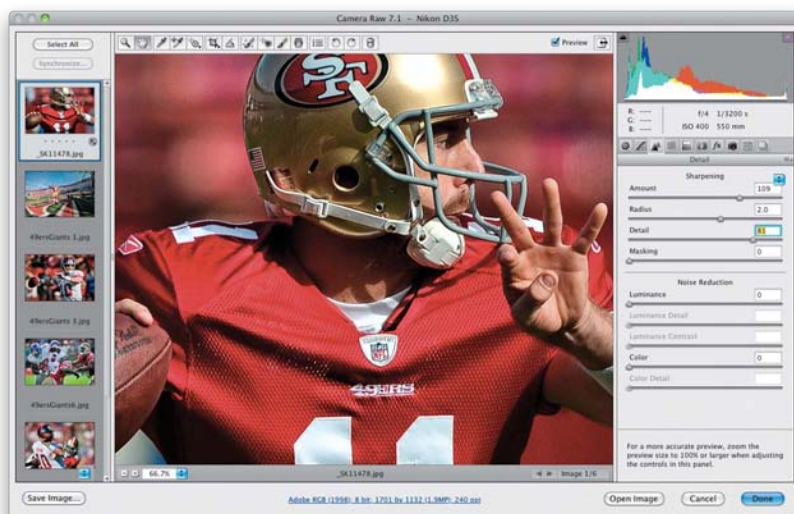 Camera Raw 7.1 – Nikon D3S
Select All
Synchronize...
Preview
_SK11478.jpg
49ersGiants 1.jpg
49ersGiants 3.jpg
49ersGiants6.jpg
SF
NFL
49ERS
11
R: ---
G: ---
B: ---
f/4 1/3200 s
ISO 400 550 mm
Detail
Sharpening
Amount 109
Radius 2.0
Detail 81
Masking 0
Noise Reduction
Luminance 0
Luminance Detail
Luminance Contrast
Color 0
Color Detail
For a more accurate preview, zoom the
preview size to 100% or larger when adjusting
the controls in this panel.
66.7%
_SK11478.jpg
Image 1/6
Save Image...
Adobe RGB (1998); 8 bit; 1701 by 1132 (1.9MP); 240 ppi
Open Image
Cancel
Done